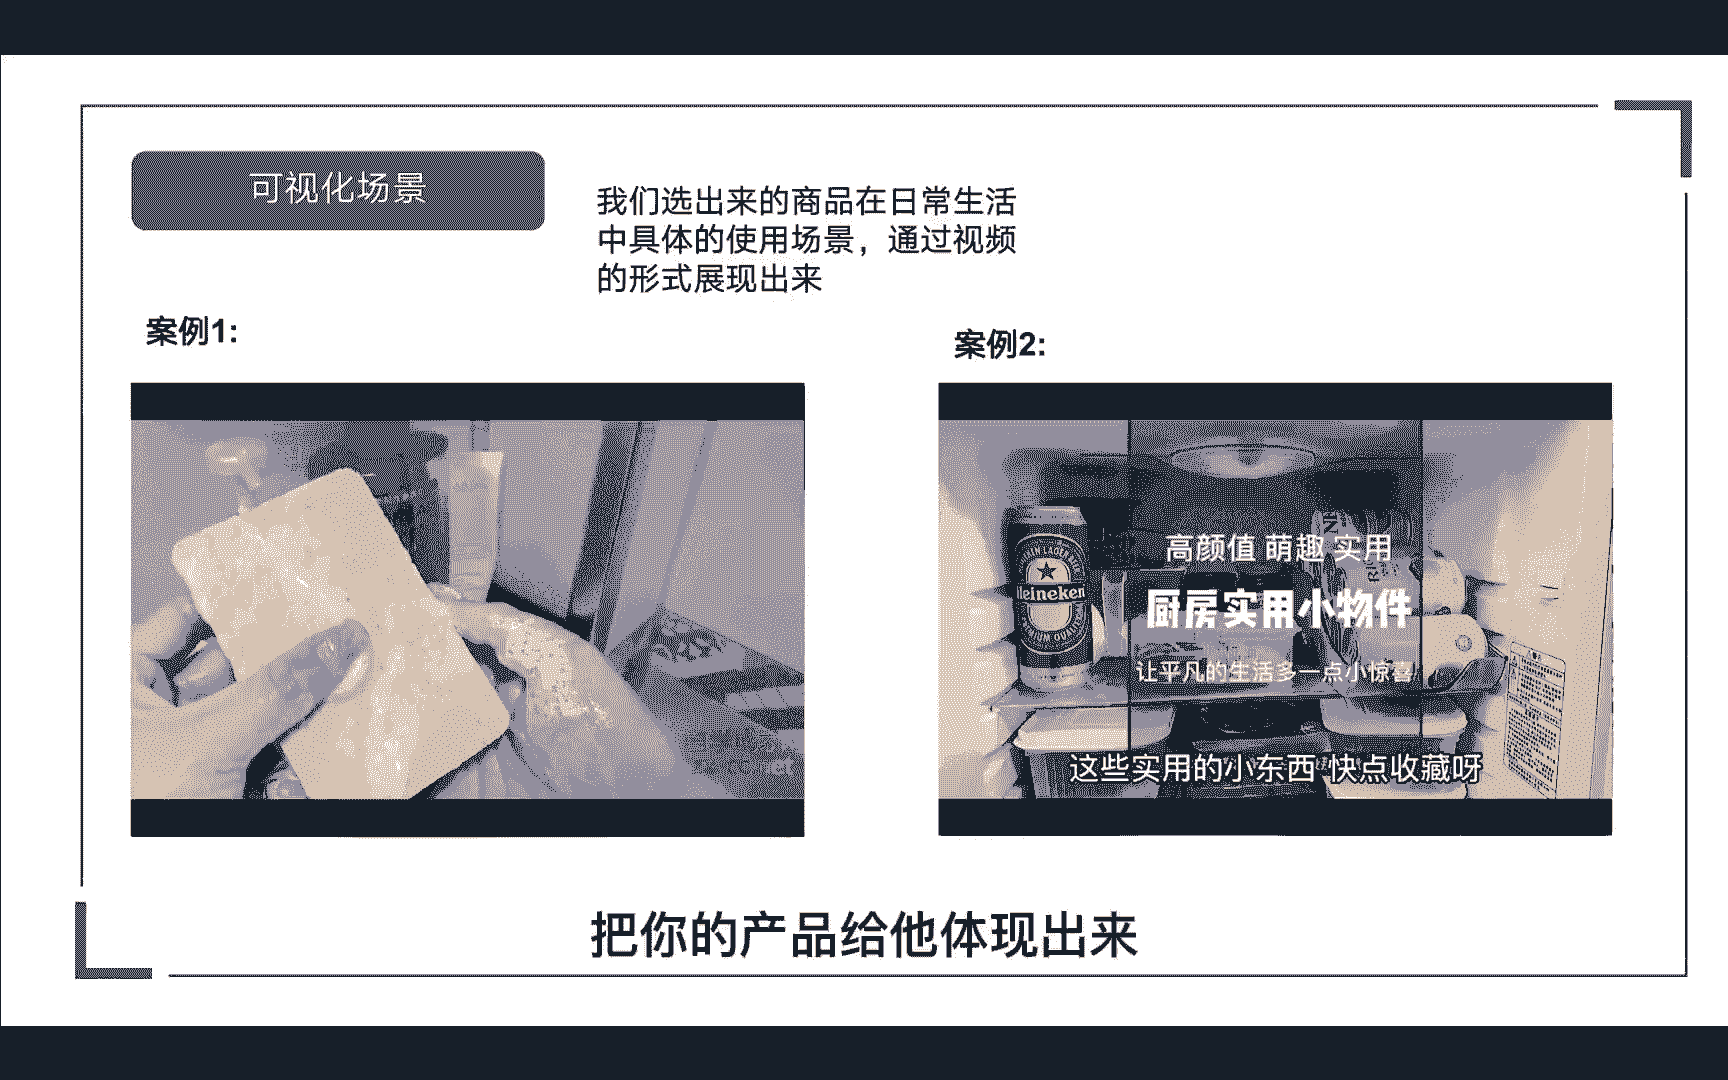 可视化场景
我们选出来的商品在日常生活
中具体的使用场景，通过视频
的形式展现出来
案例1:
案例2:
高颜值 萌趣 实用
厨房实用小物件
让平凡的生活多一点小惊喜
Heineken
PREMIUM QUALITY
这些实用的小东西 快点收藏呀
把你的产品给他体现出来